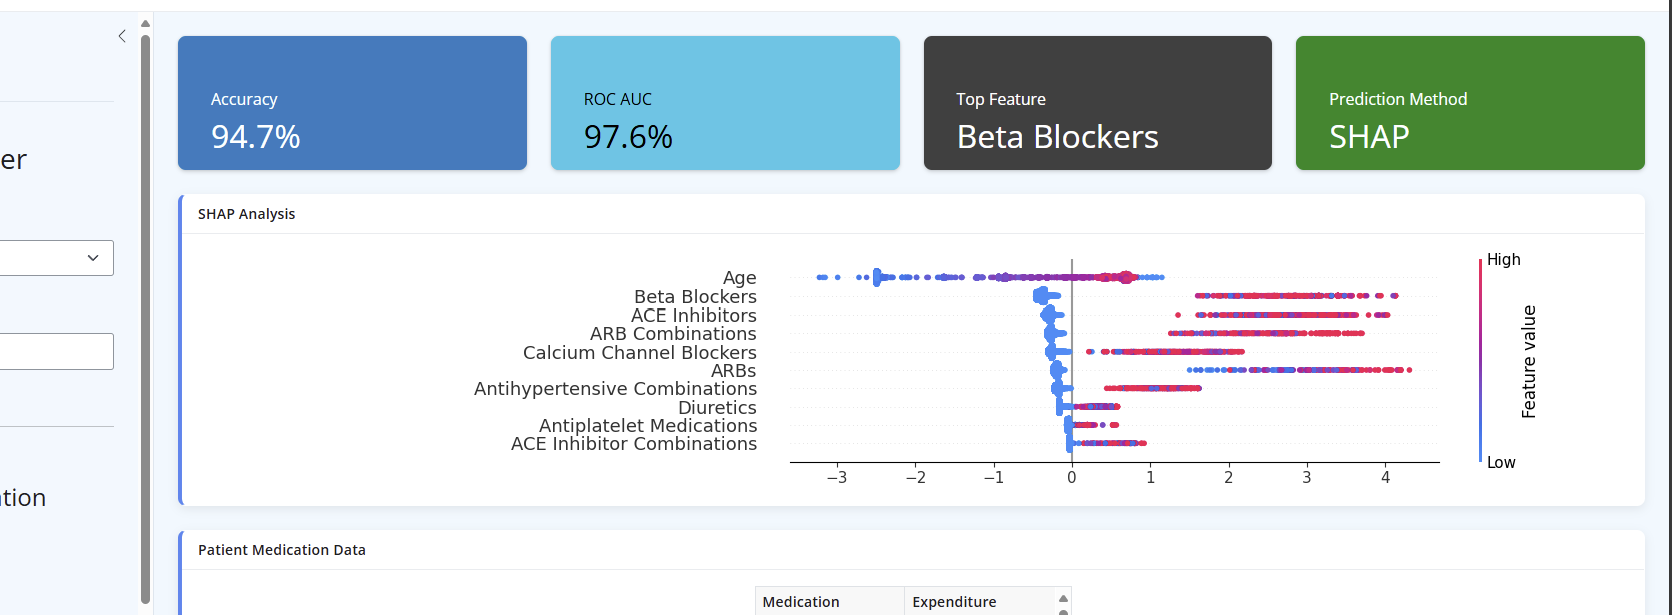 er
tion
Accuracy
94.7%
ROC AUC
97.6%
Top Feature
Beta Blockers
Prediction Method
SHAP
SHAP Analysis
Age
Beta Blockers
ACE Inhibitors
ARB Combinations
Calcium Channel Blockers
ARBs
Antihypertensive Combinations
Diuretics
Antiplatelet Medications
ACE Inhibitor Combinations
−3 −2 −1 0 1 2 3 4
High
Feature value
Low
Patient Medication Data
Medication Expenditure